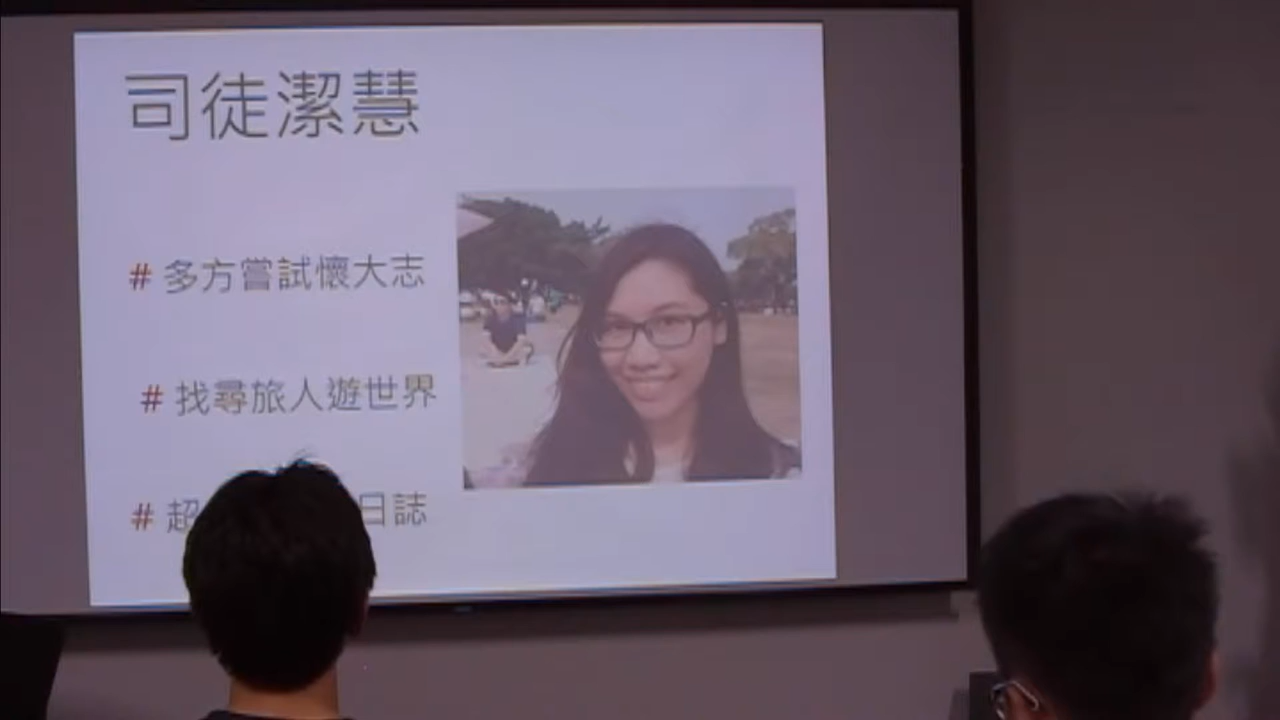 司徒潔慧
# 多方嘗試懷大志
# 找尋旅人遊世界
# 超 日誌